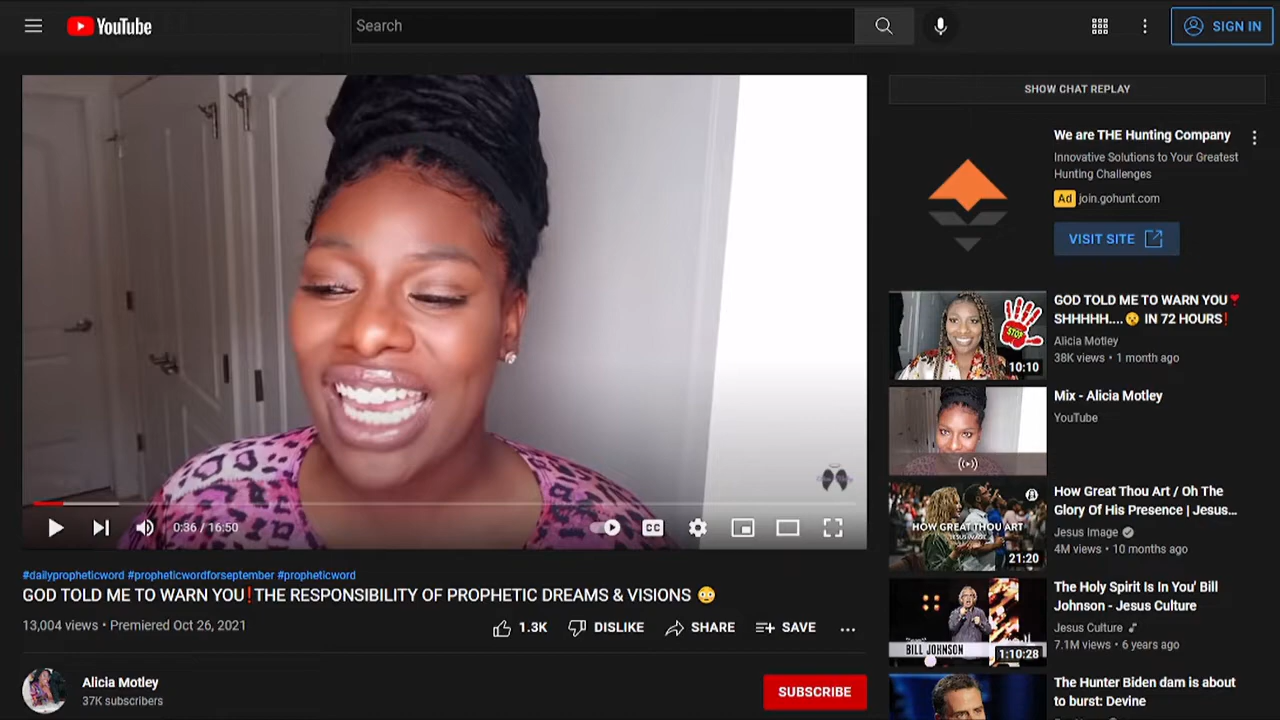 YouTube
Search
SIGN IN
SHOW CHAT REPLAY
We are THE Hunting Company
Innovative Solutions to Your Greatest
Hunting Challenges
Ad join.gohunt.com
VISIT SITE
0:36 / 16:50
CC
#dailypropheticword #propheticwordforseptember #propheticword
GOD TOLD ME TO WARN YOU❗THE RESPONSIBILITY OF PROPHETIC DREAMS & VISIONS 😳
13,004 views • Premiered Oct 26, 2021
1.3K
DISLIKE
SHARE
SAVE
Alicia Motley
37K subscribers
SUBSCRIBE
STOP
10:10
GOD TOLD ME TO WARN YOU❣
SHHHHH.... 😮 IN 72 HOURS❗
Alicia Motley
38K views • 1 month ago
Mix - Alicia Motley
YouTube
HOW GREAT THOU ART
JESUS IMAGE
21:20
How Great Thou Art / Oh The
Glory Of His Presence | Jesus...
Jesus Image
4M views • 10 months ago
BILL JOHNSON
1:10:28
The Holy Spirit Is In You' Bill
Johnson - Jesus Culture
Jesus Culture
7.1M views • 6 years ago
The Hunter Biden dam is about
to burst: Devine